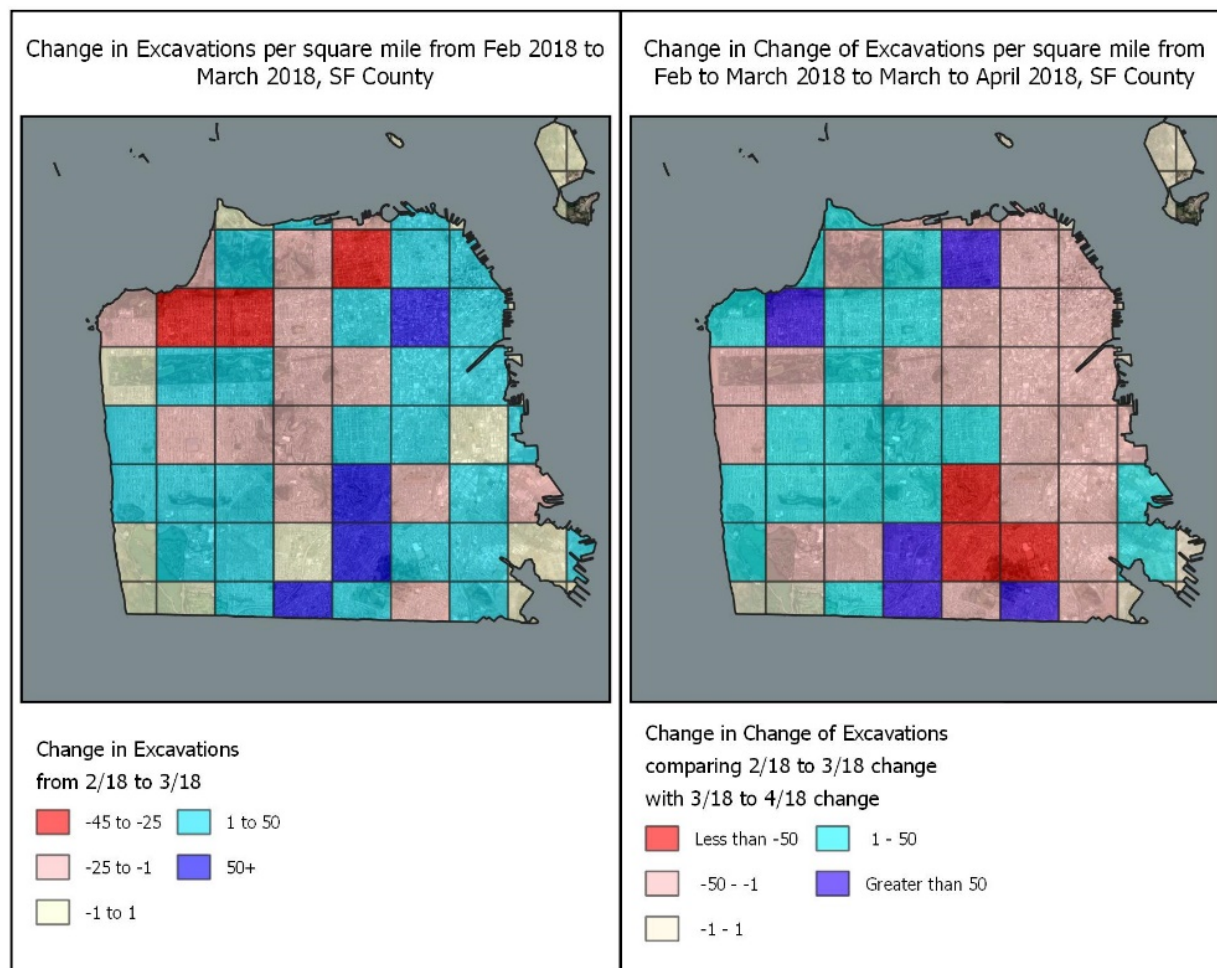 Change in Excavations per square mile from Feb 2018 to
March 2018, SF County
Change in Excavations
from 2/18 to 3/18
-45 to -25
1 to 50
-25 to -1
50+
-1 to 1
Change in Change of Excavations per square mile from
Feb to March 2018 to March to April 2018, SF County
Change in Change of Excavations
comparing 2/18 to 3/18 change
with 3/18 to 4/18 change
Less than -50
1 - 50
-50 - -1
Greater than 50
-1 - 1